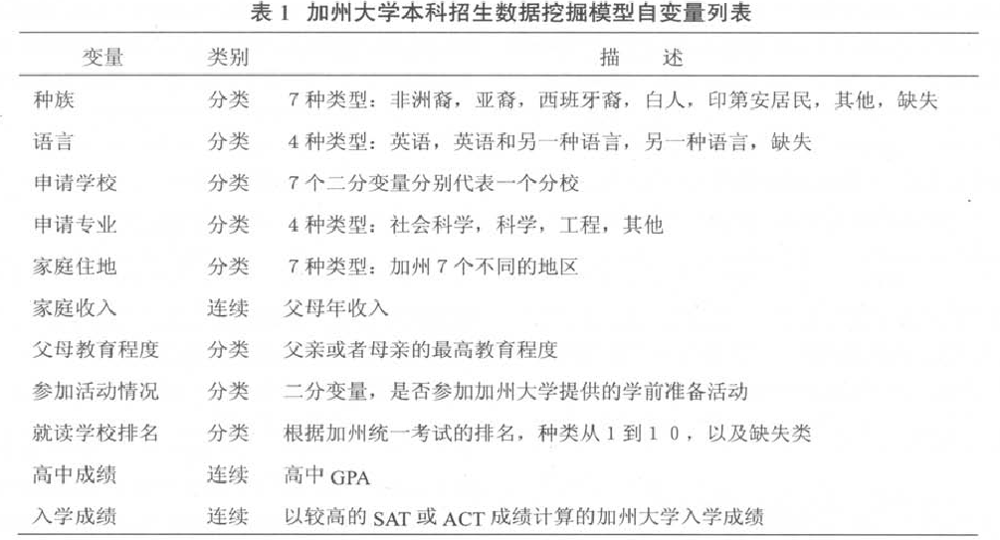 表 1 加州大学本科招生数据挖掘模型自变量列表
变量 类别 描 述
种族 分类 7种类型：非洲裔，亚裔，西班牙裔，白人，印第安居民，其他，缺失
语言 分类 4种类型：英语，英语和另一种语言，另一种语言，缺失
申请学校 分类 7个二分变量分别代表一个分校
申请专业 分类 4种类型：社会科学，科学，工程，其他
家庭住地 分类 7种类型：加州7个不同的地区
家庭收入 连续 父母年收入
父母教育程度 分类 父亲或者母亲的最高教育程度
参加活动情况 分类 二分变量，是否参加加州大学提供的学前准备活动
就读学校排名 分类 根据加州统一考试的排名，种类从1到10，以及缺失类
高中成绩 连续 高中 GPA
入学成绩 连续 以较高的 SAT 或 ACT 成绩计算的加州大学入学成绩